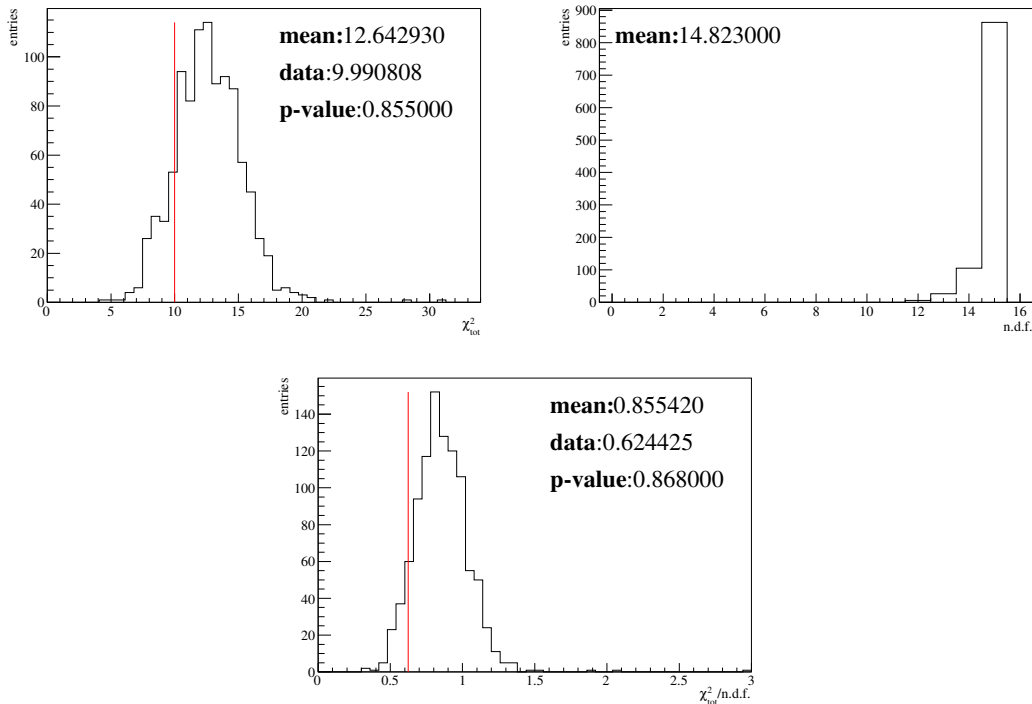 entries
mean:12.642930
data:9.990808
p-value:0.855000
100
80
60
40
20
0
0 5 10 15 20 25 30
χ²tot
entries
mean:14.823000
900
800
700
600
500
400
300
200
100
0
0 2 4 6 8 10 12 14 16
n.d.f.
entries
mean:0.855420
data:0.624425
p-value:0.868000
140
120
100
80
60
40
20
0
0 0.5 1 1.5 2 2.5 3
χ²tot/n.d.f.